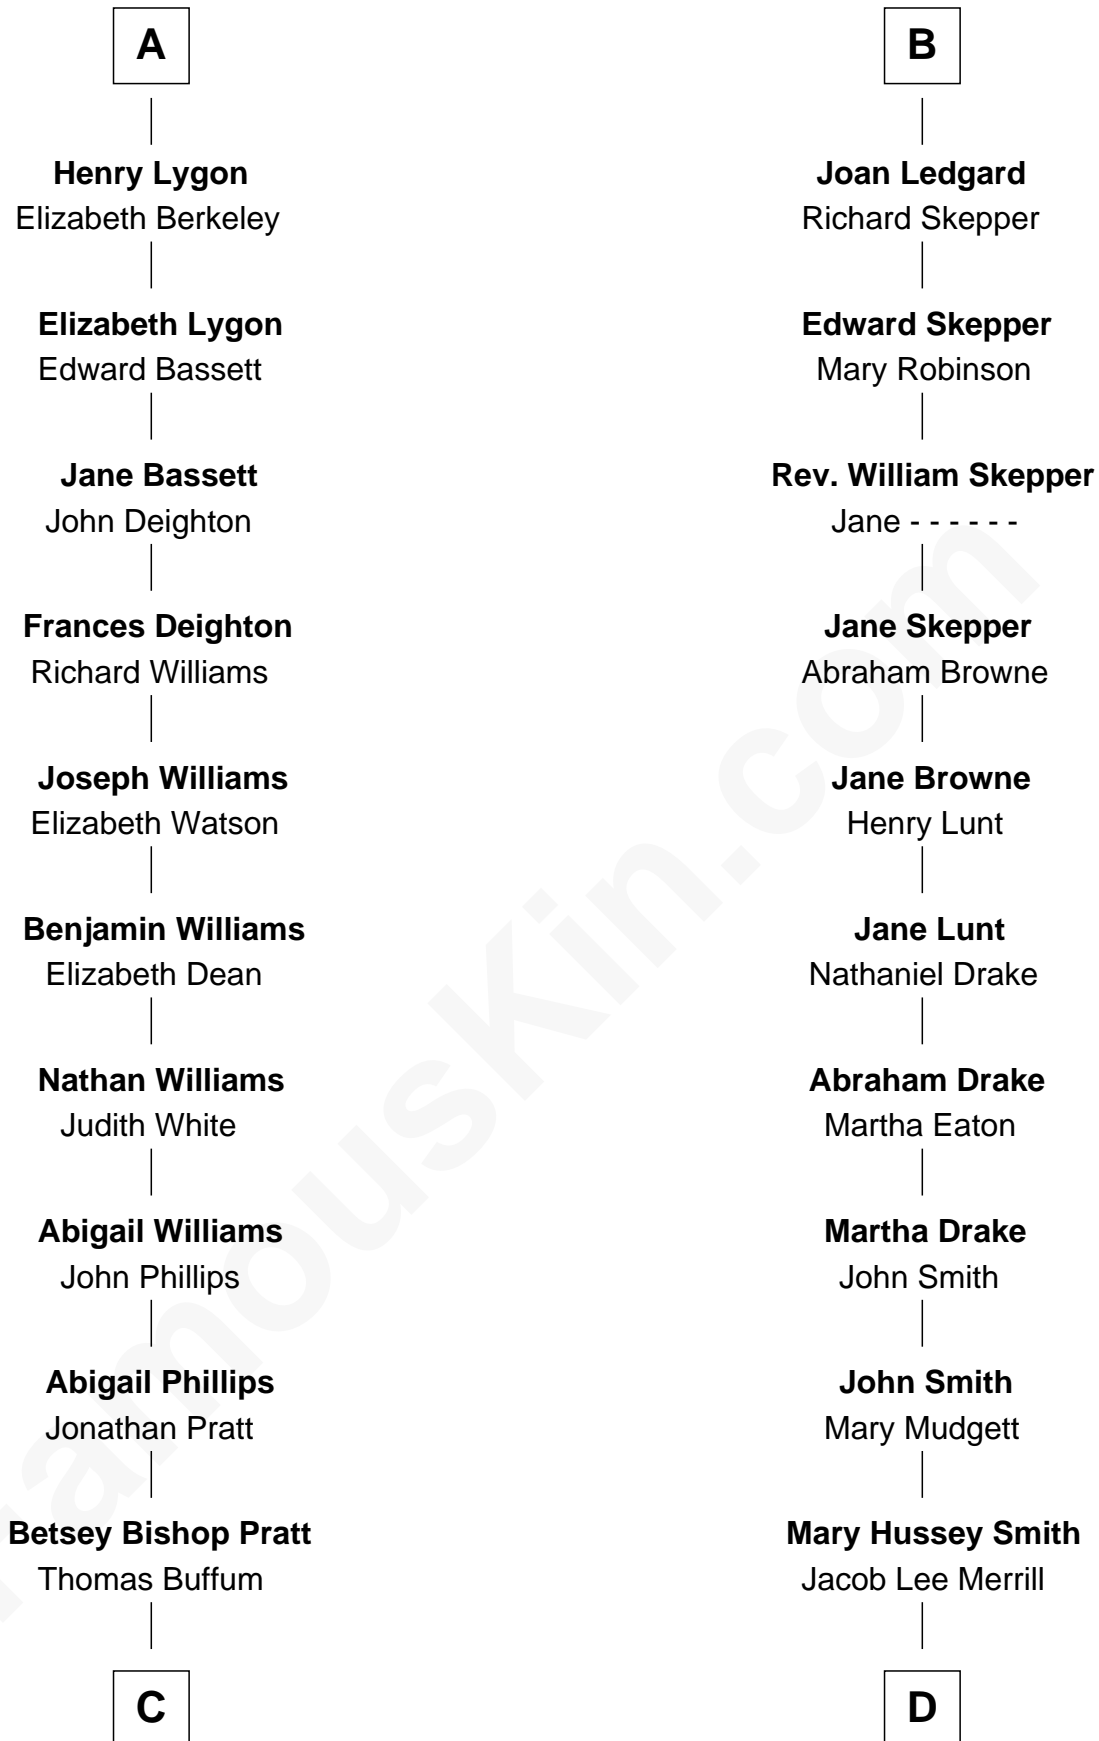 A
Henry Lygon
Elizabeth Berkeley
Elizabeth Lygon
Edward Bassett
Jane Bassett
John Deighton
Frances Deighton
Richard Williams
Joseph Williams
Elizabeth Watson
Benjamin Williams
Elizabeth Dean
Nathan Williams
Judith White
Abigail Williams
John Phillips
Abigail Phillips
Jonathan Pratt
Betsey Bishop Pratt
Thomas Buffum
C
B
Joan Ledgard
Richard Skepper
Edward Skepper
Mary Robinson
Rev. William Skepper
Jane - - - - - -
Jane Skepper
Abraham Browne
Jane Browne
Henry Lunt
Jane Lunt
Nathaniel Drake
Abraham Drake
Martha Eaton
Martha Drake
John Smith
John Smith
Mary Mudgett
Mary Hussey Smith
Jacob Lee Merrill
D
FamousKin.com